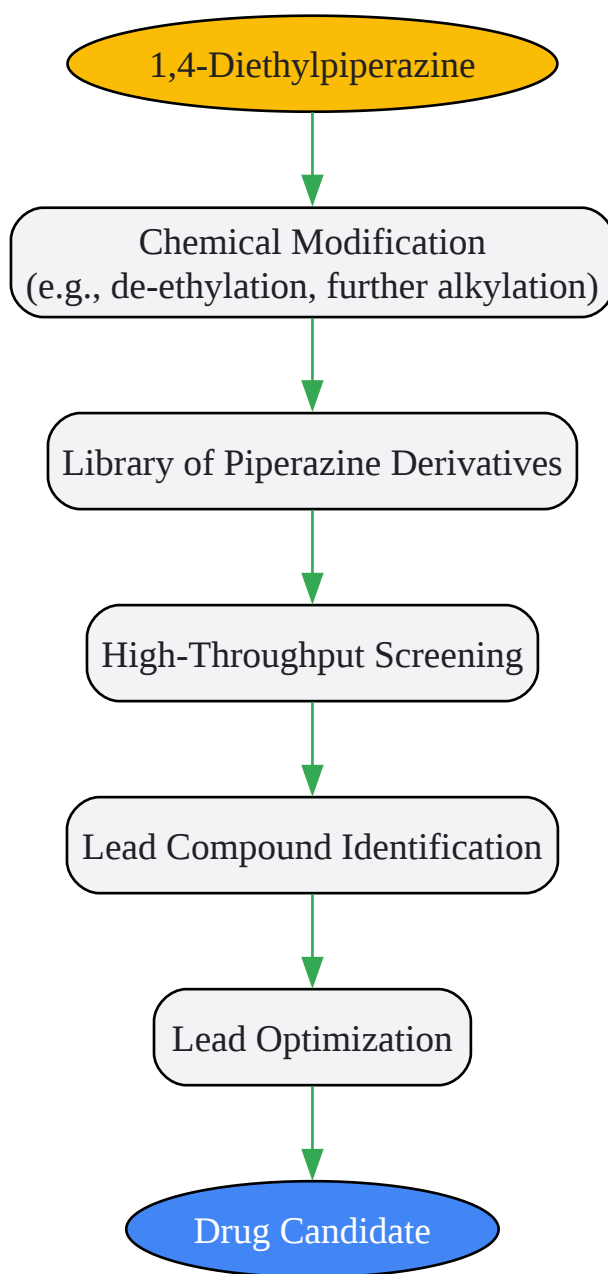 1,4-Diethylpiperazine
Chemical Modification
(e.g., de-ethylation, further alkylation)
Library of Piperazine Derivatives
High-Throughput Screening
Lead Compound Identification
Lead Optimization
Drug Candidate